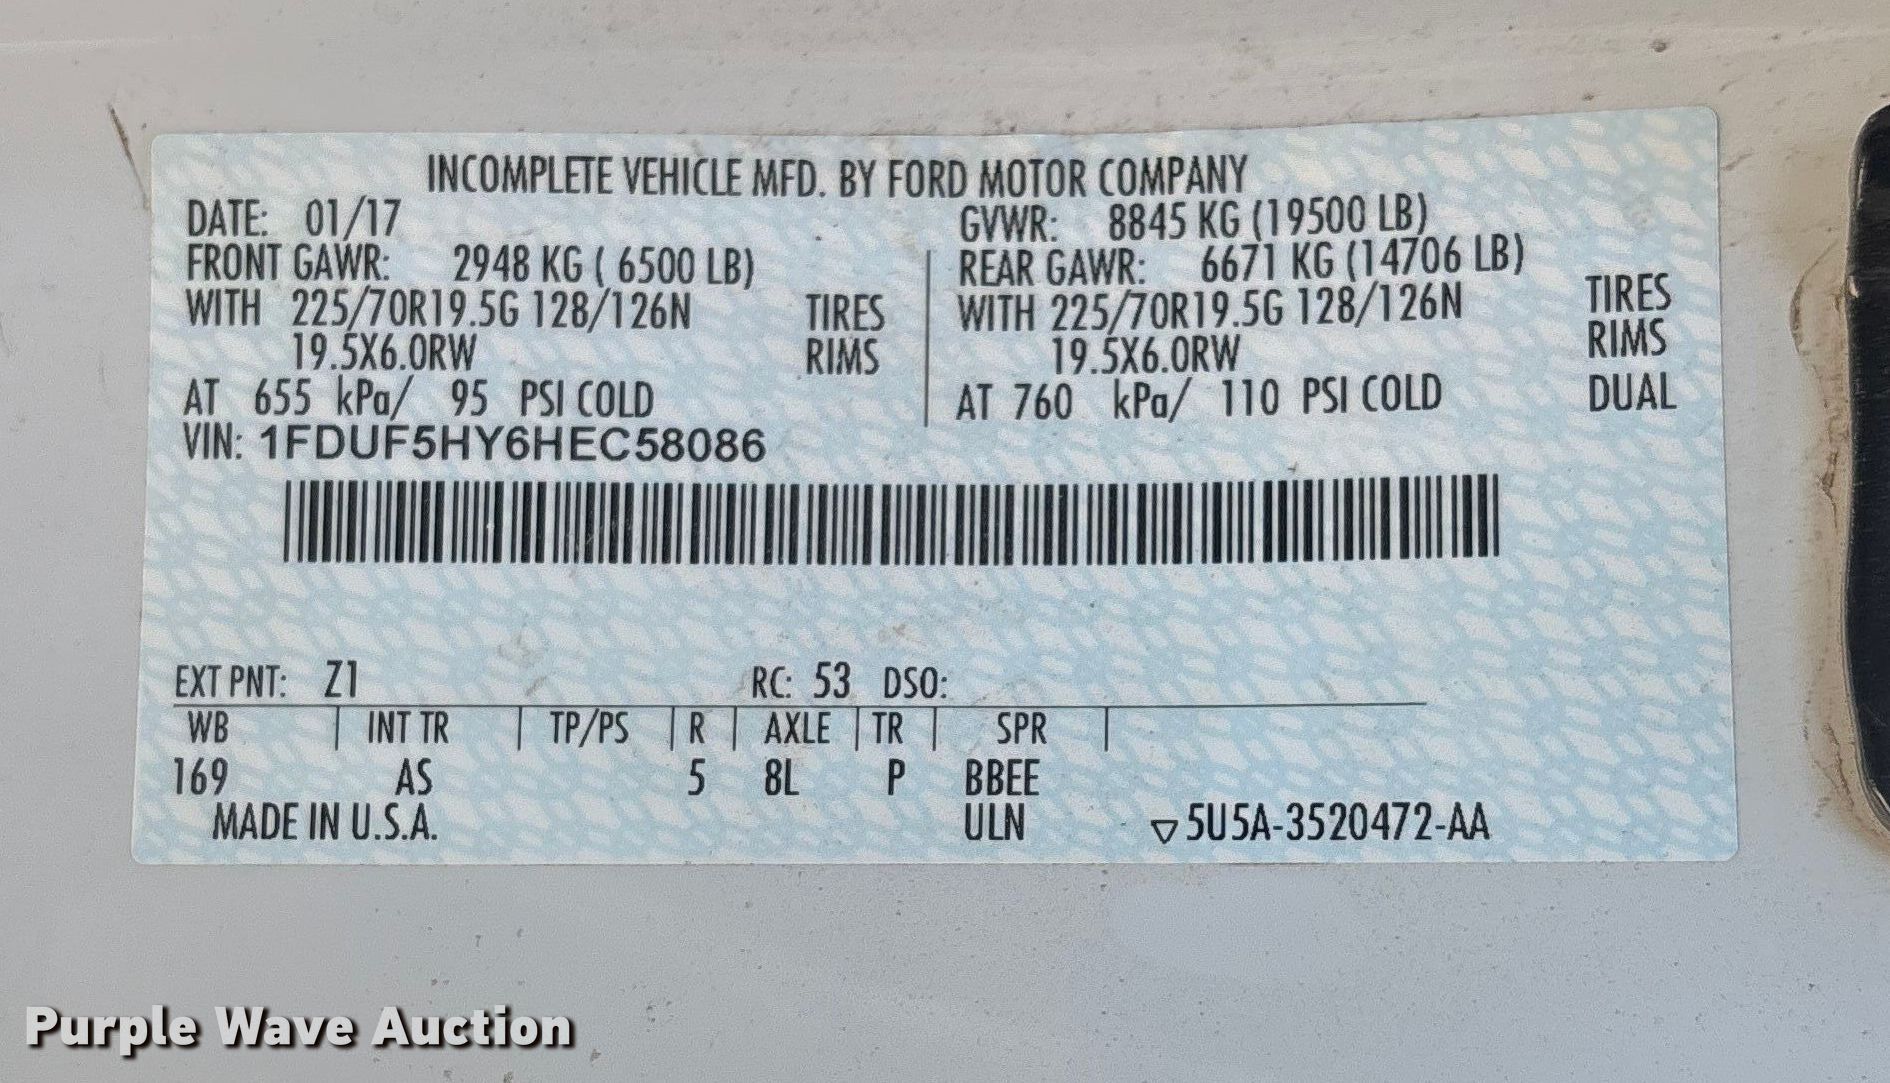 INCOMPLETE VEHICLE MFD. BY FORD MOTOR COMPANY
DATE: 01/17 GVWR: 8845 KG (19500 LB)
FRONT GAWR: 2948 KG ( 6500 LB) REAR GAWR: 6671 KG (14706 LB)
WITH 225/70R19.5G 128/126N TIRES WITH 225/70R19.5G 128/126N TIRES
19.5X6.0RW RIMS 19.5X6.0RW RIMS
AT 655 kPa/ 95 PSI COLD AT 760 kPa/ 110 PSI COLD DUAL
VIN: 1FDUF5HY6HEC58086
EXT PNT: Z1 RC: 53 DSO:
WB INT TR TP/PS R AXLE TR SPR
169 AS 5 8L P BBEE
MADE IN U.S.A. ULN ▽5U5A-3520472-AA
Purple Wave Auction